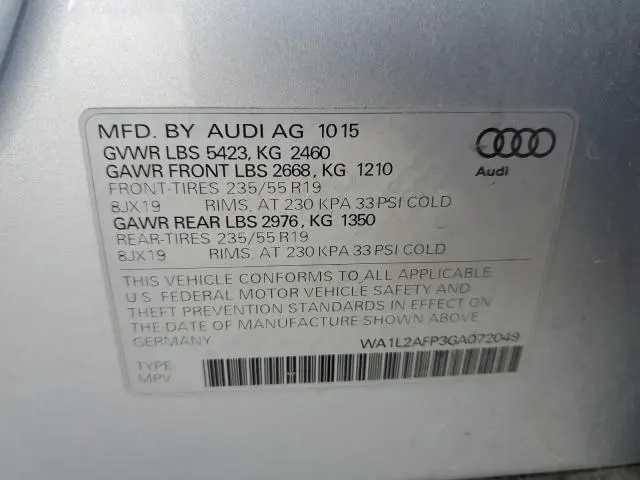 MFD. BY AUDI AG 10 15
GVWR LBS 5423, KG 2460
GAWR FRONT LBS 2668, KG 1210
FRONT-TIRES 235/55 R19
8JX19 RIMS, AT 230 KPA 33 PSI COLD
GAWR REAR LBS 2976, KG 1350
REAR-TIRES 235/55 R19
8JX19 RIMS, AT 230 KPA 33 PSI COLD
Audi
THIS VEHICLE CONFORMS TO ALL APPLICABLE
U S FEDERAL MOTOR VEHICLE SAFETY AND
THEFT PREVENTION STANDARDS IN EFFECT ON
THE DATE OF MANUFACTURE SHOWN ABOVE
GERMANY WA1L2AFP3GA072049
TYPE
MPV